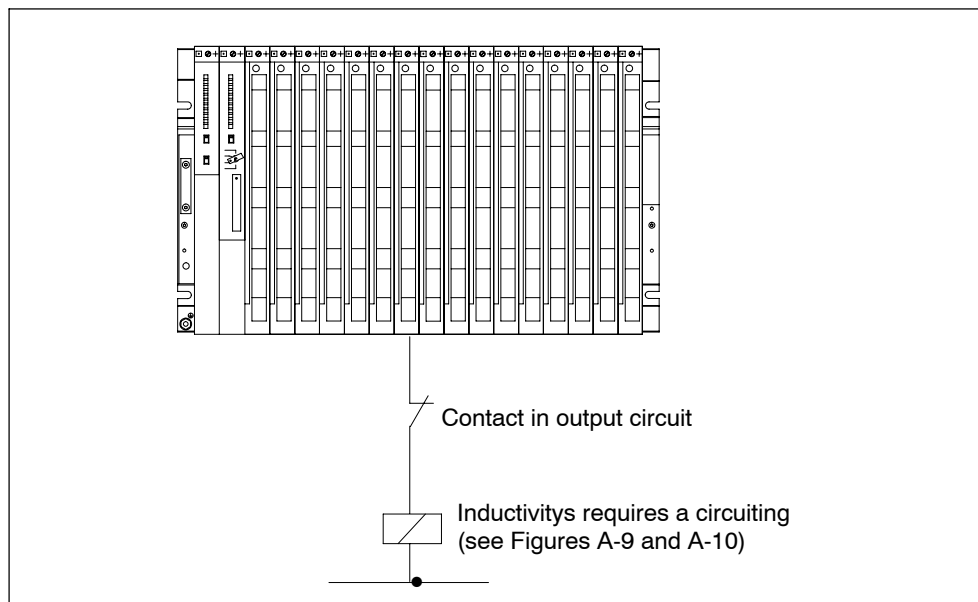 Contact in output circuit
Inductivitys requires a circuiting
(see Figures A-9 and A-10)